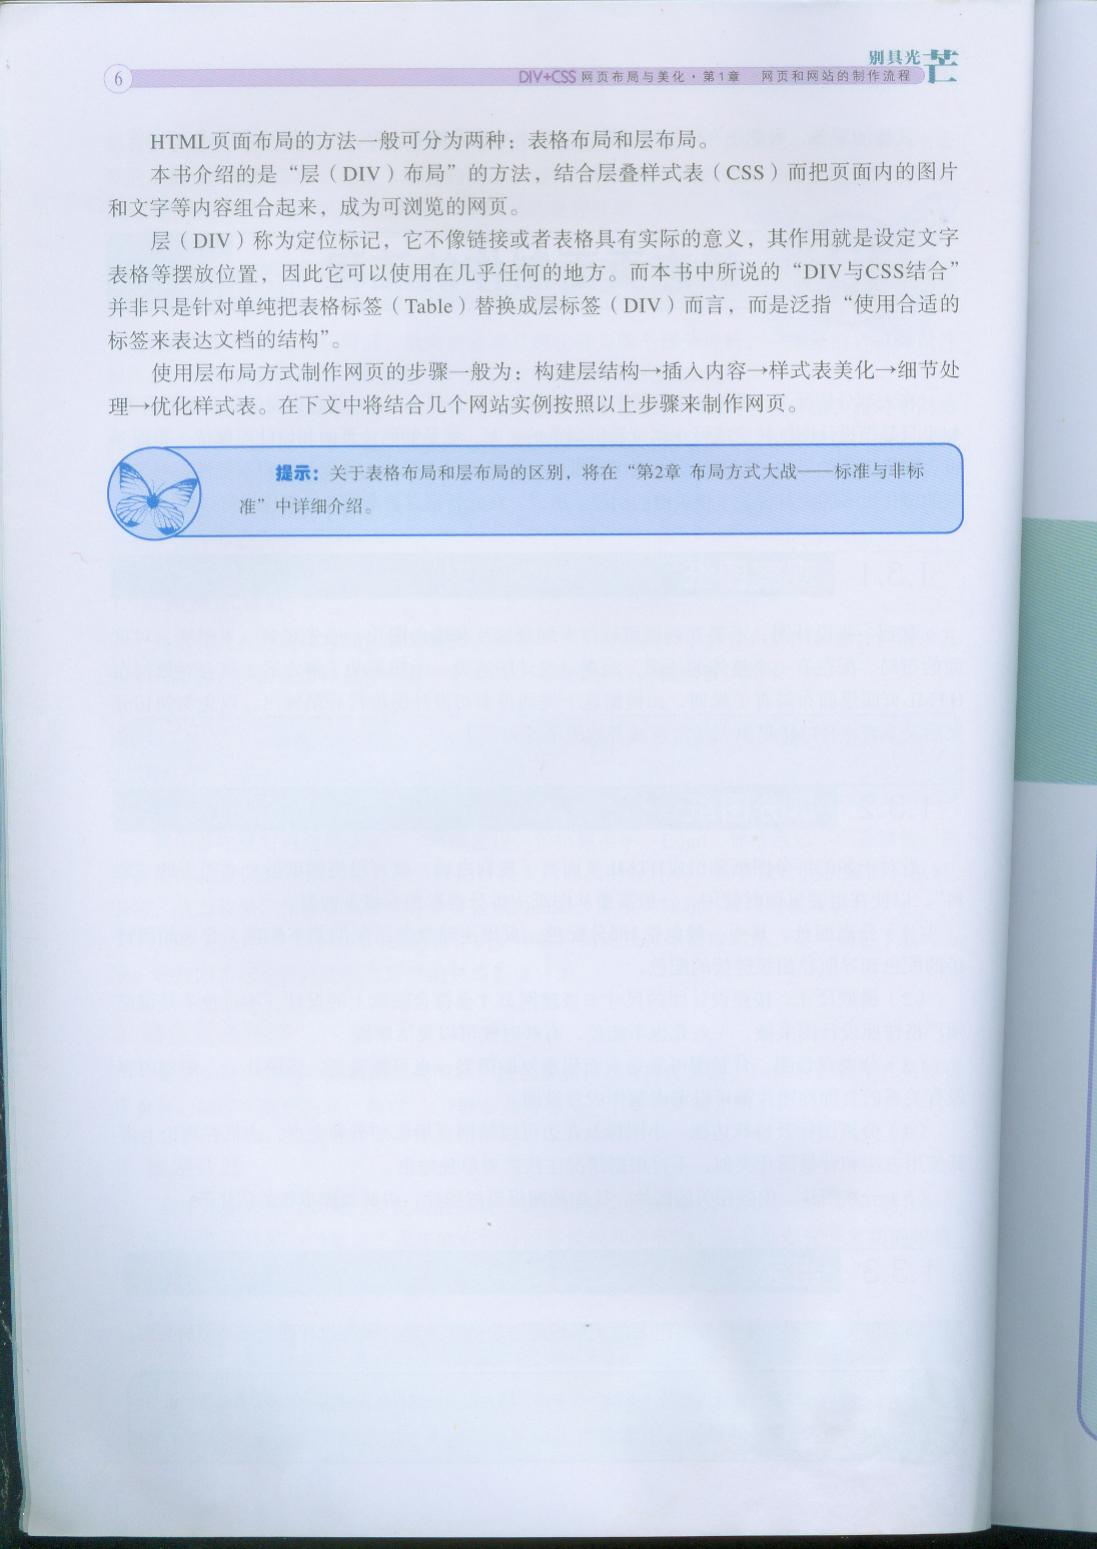 别具光芒
6
DIV+CSS 网页布局与美化·第1章 网页和网站的制作流程
HTML页面布局的方法一般可分为两种：表格布局和层布局。
本书介绍的是“层（DIV）布局”的方法，结合层叠样式表（CSS）而把页面内的图片
和文字等内容组合起来，成为可浏览的网页。
层（DIV）称为定位标记，它不像链接或者表格具有实际的意义，其作用就是设定文字
表格等摆放位置，因此它可以使用在几乎任何的地方。而本书中所说的“DIV与CSS结合”
并非只是针对单纯把表格标签（Table）替换成层标签（DIV）而言，而是泛指“使用合适的
标签来表达文档的结构”。
使用层布局方式制作网页的步骤一般为：构建层结构→插入内容→样式表美化→细节处
理→优化样式表。在下文中将结合几个网站实例按照以上步骤来制作网页。
提示：关于表格布局和层布局的区别，将在“第2章 布局方式大战——标准与非标
准”中详细介绍。
1.3.1
1.3.2
1.3.3